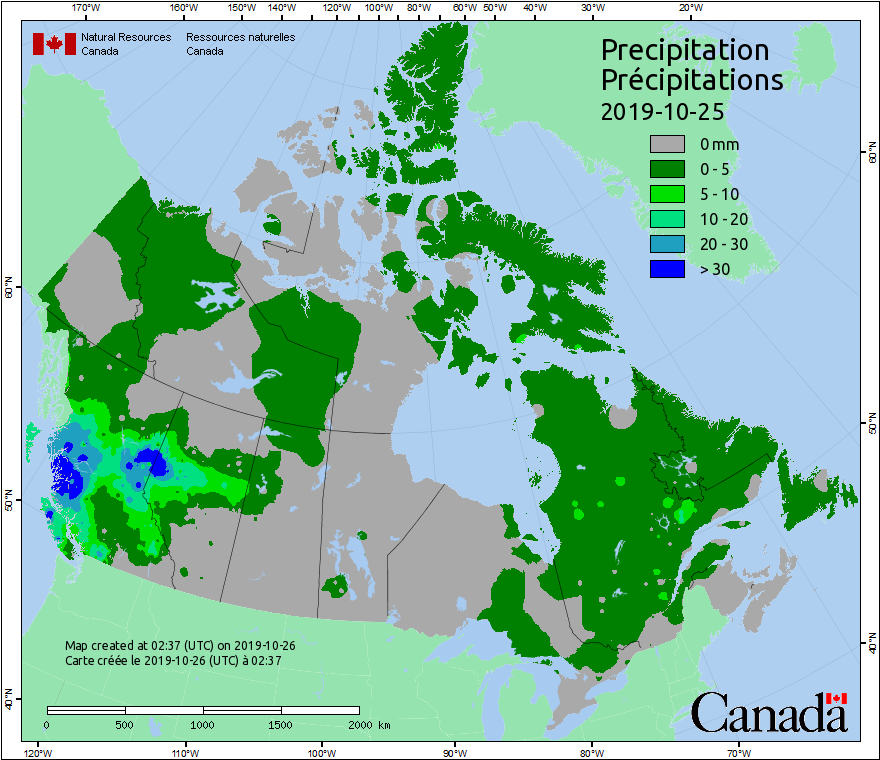 170°W 160°W 150°W 140°W 120°W 110°W 100°W 90°W 80°W 60°W 50°W 40°W 30°W 20°W
Natural Resources Ressources naturelles
Canada Canada
Precipitation
Précipitations
2019-10-25
0 mm
0 - 5
5 - 10
10 - 20
20 - 30
> 30
60°N
60°N
50°N
50°N
40°N
40°N
Map created at 02:37 (UTC) on 2019-10-26
Carte créée le 2019-10-26 (UTC) à 02:37
0 500 1000 1500 2000 km
Canada
120°W 110°W 100°W 90°W 80°W 70°W